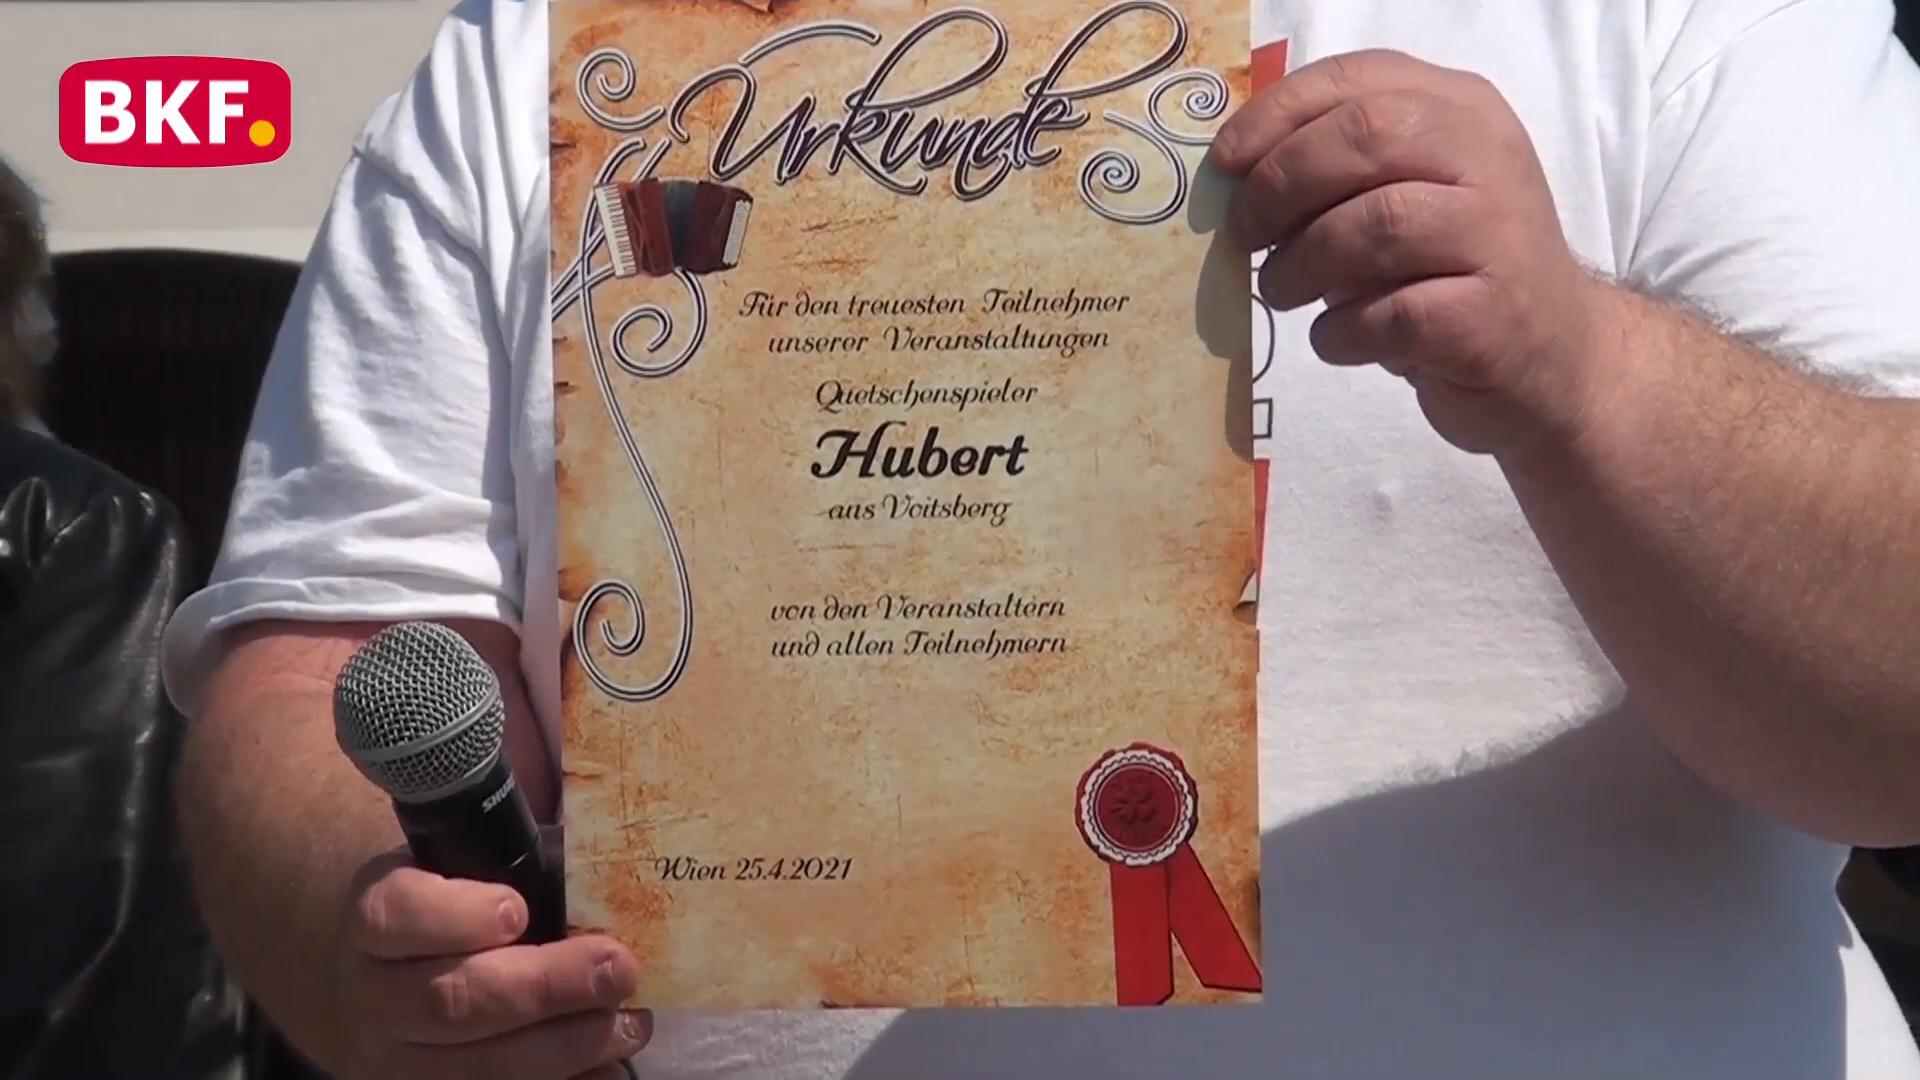 BKF.
Urkunde
Für den treuesten Teilnehmer
unserer Veranstaltungen
Quetschenspieler
Hubert
aus Voitsberg
von den Veranstaltern
und allen Teilnehmern
Wien 25.4.2021